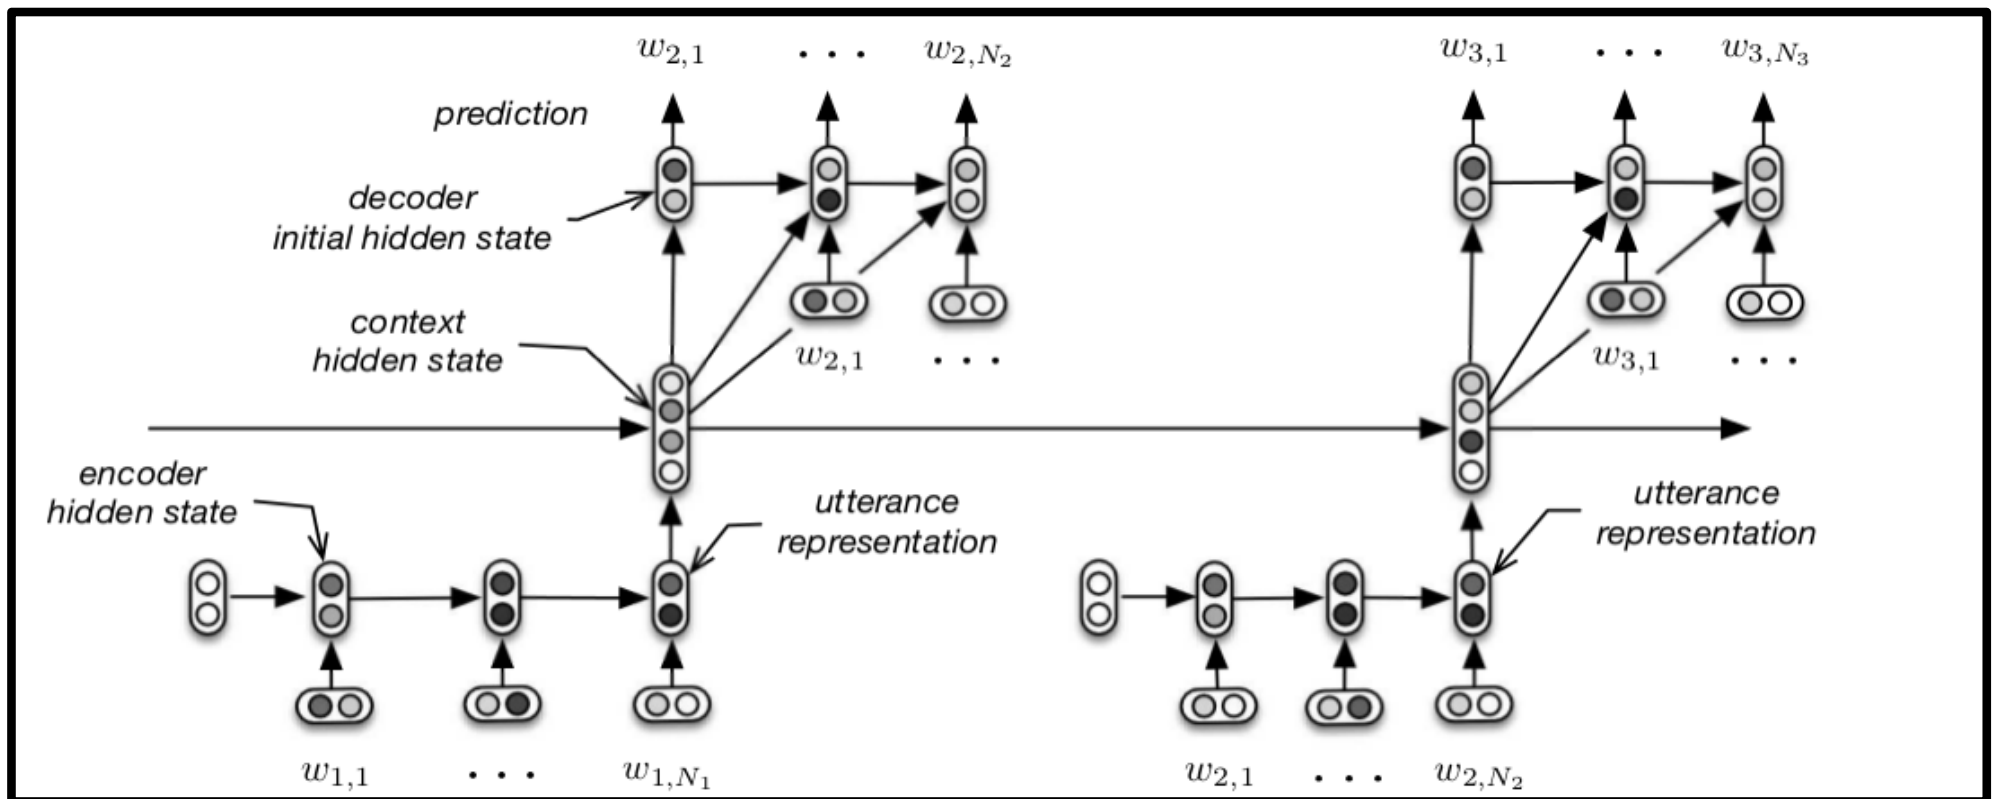 w2,1 . . . w2,N2 w3,1 . . . w3,N3
prediction
decoder
initial hidden state
context
hidden state
w2,1 . . . w3,1 . . .
encoder
hidden state
utterance
representation
utterance
representation
w1,1 . . . w1,N1 w2,1 . . . w2,N2